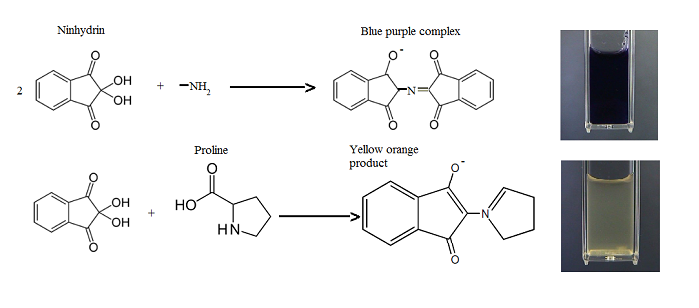 Ninhydrin
Blue purple complex
O
OH
OH
O
2
+
NH2
O-
O
N
O
O
Proline
Yellow orange
product
O
OH
OH
O
+
O
HO
HN
O-
N
O